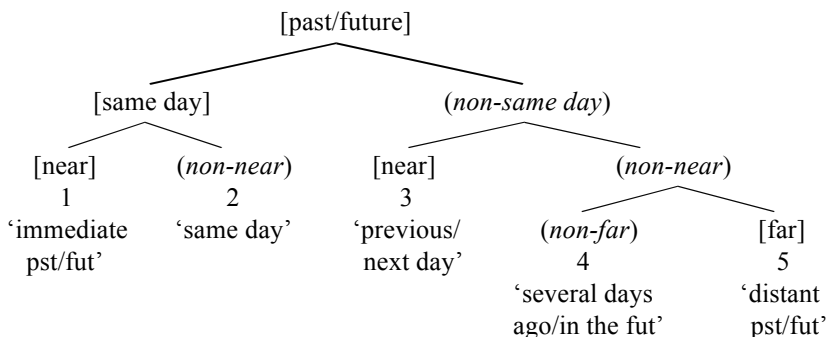 [past/future]
[same day] (non-same day)
[near] (non-near) [near] (non-near)
1 2 3
‘immediate ‘same day’ ‘previous/ (non-far) [far]
pst/fut’ next day’ 4 5
‘several days ‘distant
ago/in the fut’ pst/fut’